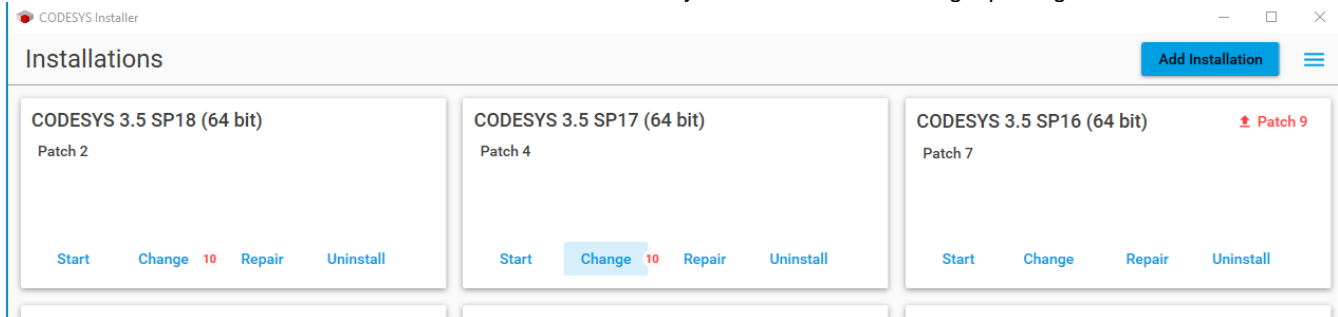 CODESYS Installer
Installations
Add Installation
CODESYS 3.5 SP18 (64 bit)
Patch 2
Start Change 10 Repair Uninstall
CODESYS 3.5 SP17 (64 bit)
Patch 4
Start Change 10 Repair Uninstall
CODESYS 3.5 SP16 (64 bit) Patch 9
Patch 7
Start Change Repair Uninstall